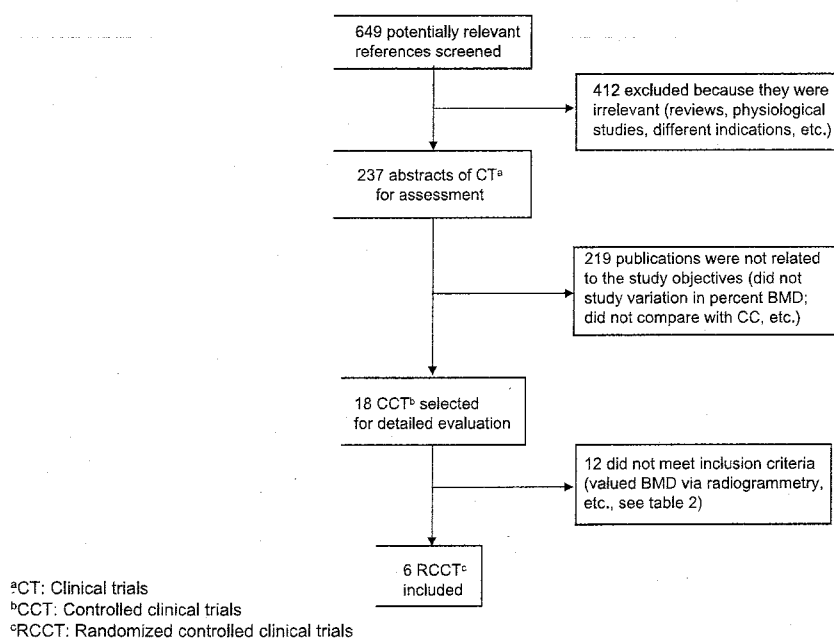 649 potentially relevant
references screened
412 excluded because they were
irrelevant (reviews, physiological
studies, different indications, etc.)
237 abstracts of CTᵃ
for assessment
219 publications were not related
to the study objectives (did not
study variation in percent BMD;
did not compare with CC, etc.)
18 CCTᵇ selected
for detailed evaluation
12 did not meet inclusion criteria
(valued BMD via radiogrammetry,
etc., see table 2)
6 RCCTᶜ
included
ᵃCT: Clinical trials
ᵇCCT: Controlled clinical trials
ᶜRCCT: Randomized controlled clinical trials